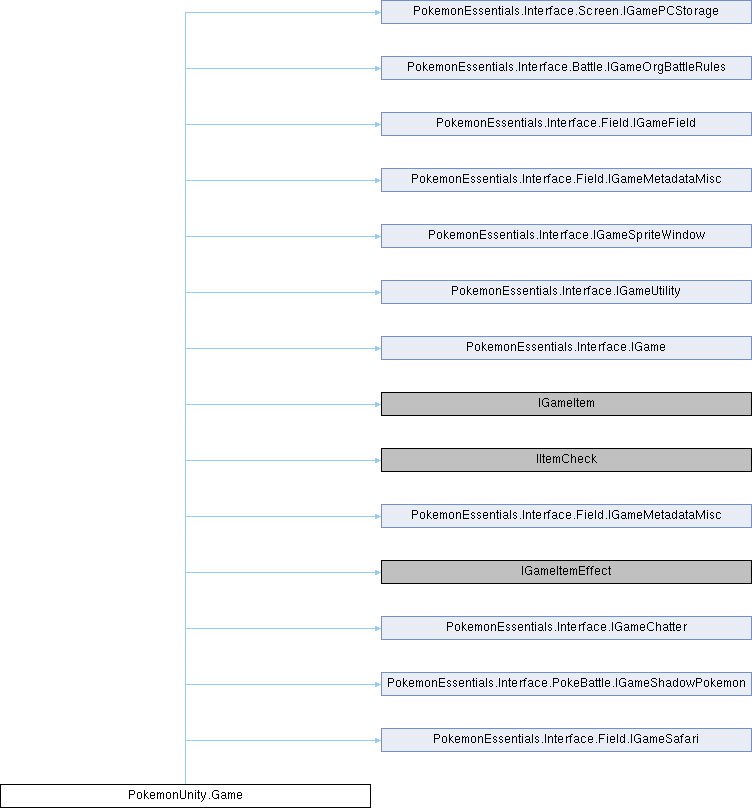 PokemonEssentials.Interface.Screen.IGamePCStorage
PokemonEssentials.Interface.Battle.IGameOrgBattleRules
PokemonEssentials.Interface.Field.IGameField
PokemonEssentials.Interface.Field.IGameMetadataMisc
PokemonEssentials.Interface.IGameSpriteWindow
PokemonEssentials.Interface.IGameUtility
PokemonEssentials.Interface.IGame
IGameItem
IItemCheck
PokemonEssentials.Interface.Field.IGameMetadataMisc
IGameItemEffect
PokemonEssentials.Interface.IGameChatter
PokemonEssentials.Interface.PokeBattle.IGameShadowPokemon
PokemonEssentials.Interface.Field.IGameSafari
PokemonUnity.Game